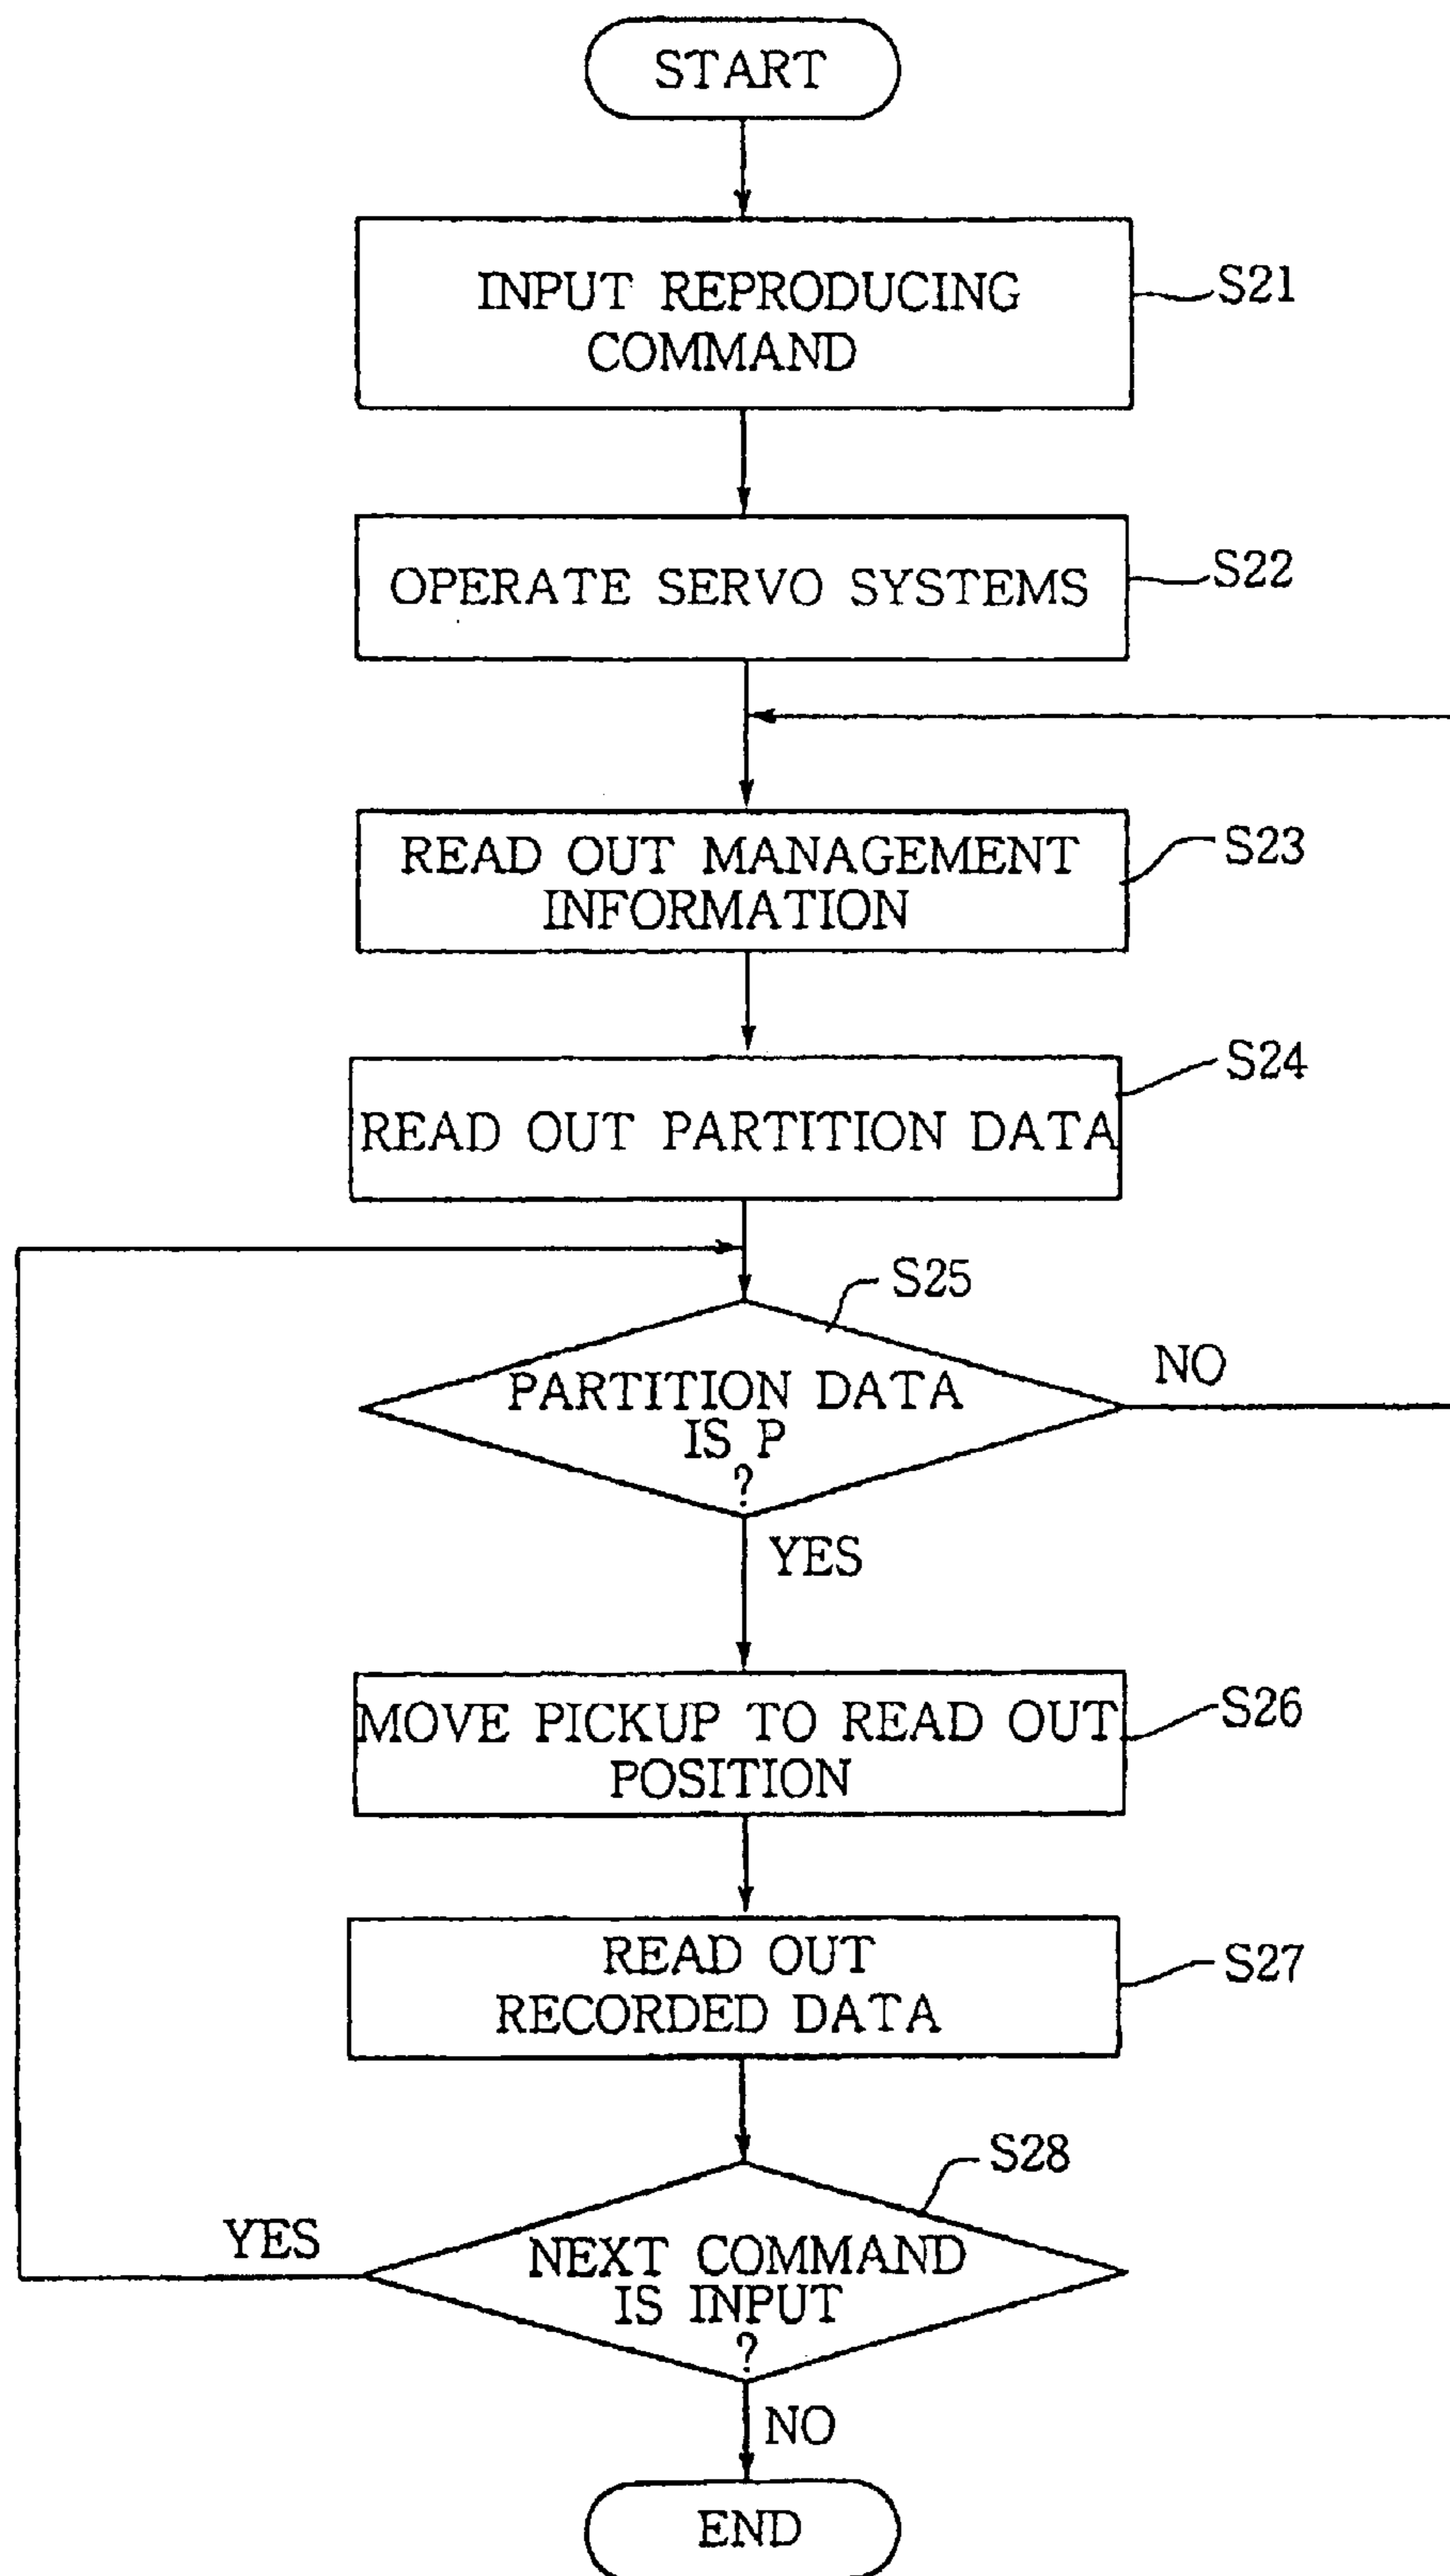 START
INPUT REPRODUCING
COMMAND
S21
OPERATE SERVO SYSTEMS
S22
READ OUT MANAGEMENT
INFORMATION
S23
READ OUT PARTITION DATA
S24
S25
PARTITION DATA
IS P
?
NO
YES
MOVE PICKUP TO READ OUT
POSITION
S26
READ OUT
RECORDED DATA
S27
S28
YES
NEXT COMMAND
IS INPUT
?
NO
END